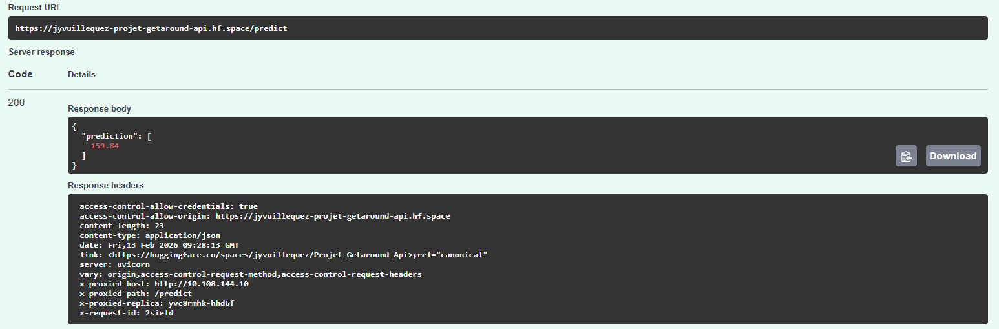 Request URL
https://jyvuillequez-projet-getaround-api.hf.space/predict
Server response
Code Details
200
Response body
{
"prediction": [
159.84
]
}
Download
Response headers
access-control-allow-credentials: true
access-control-allow-origin: https://jyvuillequez-projet-getaround-api.hf.space
content-length: 23
content-type: application/json
date: Fri,13 Feb 2026 09:28:13 GMT
link: <https://huggingface.co/spaces/jyvuillequez/Projet_Getaround_Api>;rel="canonical"
server: uvicorn
vary: origin,access-control-request-method,access-control-request-headers
x-proxied-host: http://10.108.144.10
x-proxied-path: /predict
x-proxied-replica: yvc8rmhk-hhd6f
x-request-id: 2sield